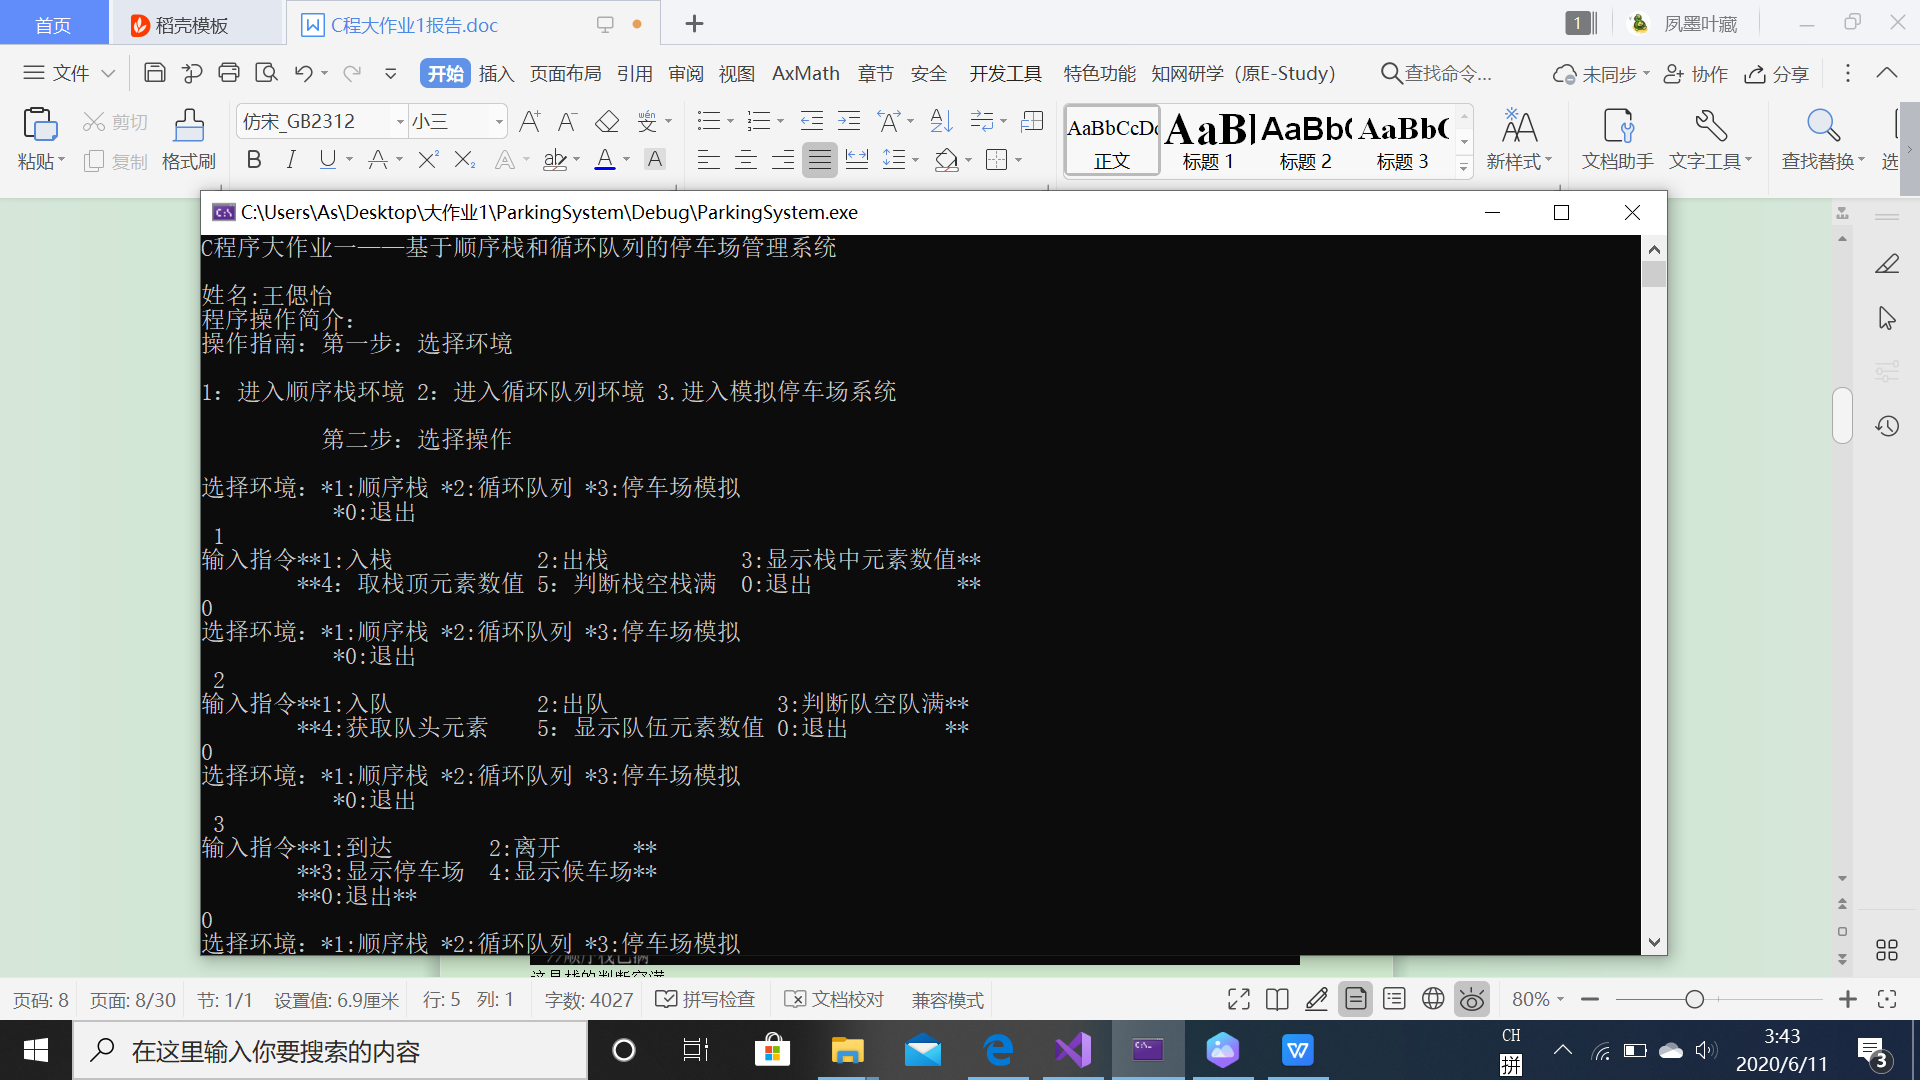 首页 稻壳模板 C程大作业1报告.doc 1 夙墨叶藏
文件 开始 插入 页面布局 引用 审阅 视图 AxMath 章节 安全 开发工具 特色功能 知网研学（原E-Study） 查找命令... 未同步 协作 分享
仿宋_GB2312 小三
粘贴 剪切 复制 格式刷
AaBbCcDd 正文 AaBl 标题 1 AaBb( 标题 2 AaBb( 标题 3 新样式 文档助手 文字工具 查找替换 选
C:\Users\As\Desktop\大作业1\ParkingSystem\Debug\ParkingSystem.exe
C程序大作业一——基于顺序栈和循环队列的停车场管理系统
姓名:王偲怡
程序操作简介：
操作指南：第一步：选择环境
1：进入顺序栈环境 2：进入循环队列环境 3.进入模拟停车场系统
第二步：选择操作
选择环境：*1:顺序栈 *2:循环队列 *3:停车场模拟
*0:退出
1
输入指令**1:入栈 2:出栈 3:显示栈中元素数值**
**4：取栈顶元素数值 5：判断栈空栈满 0:退出 **
0
选择环境：*1:顺序栈 *2:循环队列 *3:停车场模拟
*0:退出
2
输入指令**1:入队 2:出队 3:判断队空队满**
**4:获取队头元素 5：显示队伍元素数值 0:退出 **
0
选择环境：*1:顺序栈 *2:循环队列 *3:停车场模拟
*0:退出
3
输入指令**1:到达 2:离开 **
**3:显示停车场 4:显示候车场**
**0:退出**
0
选择环境：*1:顺序栈 *2:循环队列 *3:停车场模拟
页码: 8 页面: 8/30 节: 1/1 设置值: 6.9厘米 行: 5 列: 1 字数: 4027 拼写检查 文档校对 兼容模式 80%
在这里输入你要搜索的内容
CH
拼
3:43
2020/6/11
3